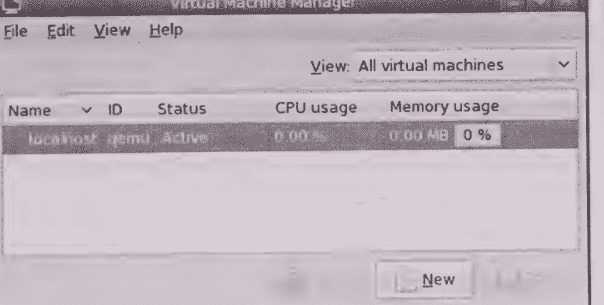 Virtual Machine Manager
File Edit View Help
View: All virtual machines
Name ID Status CPU usage Memory usage
localhost qemu Active 0.00 % 0.00 MB 0 %
New